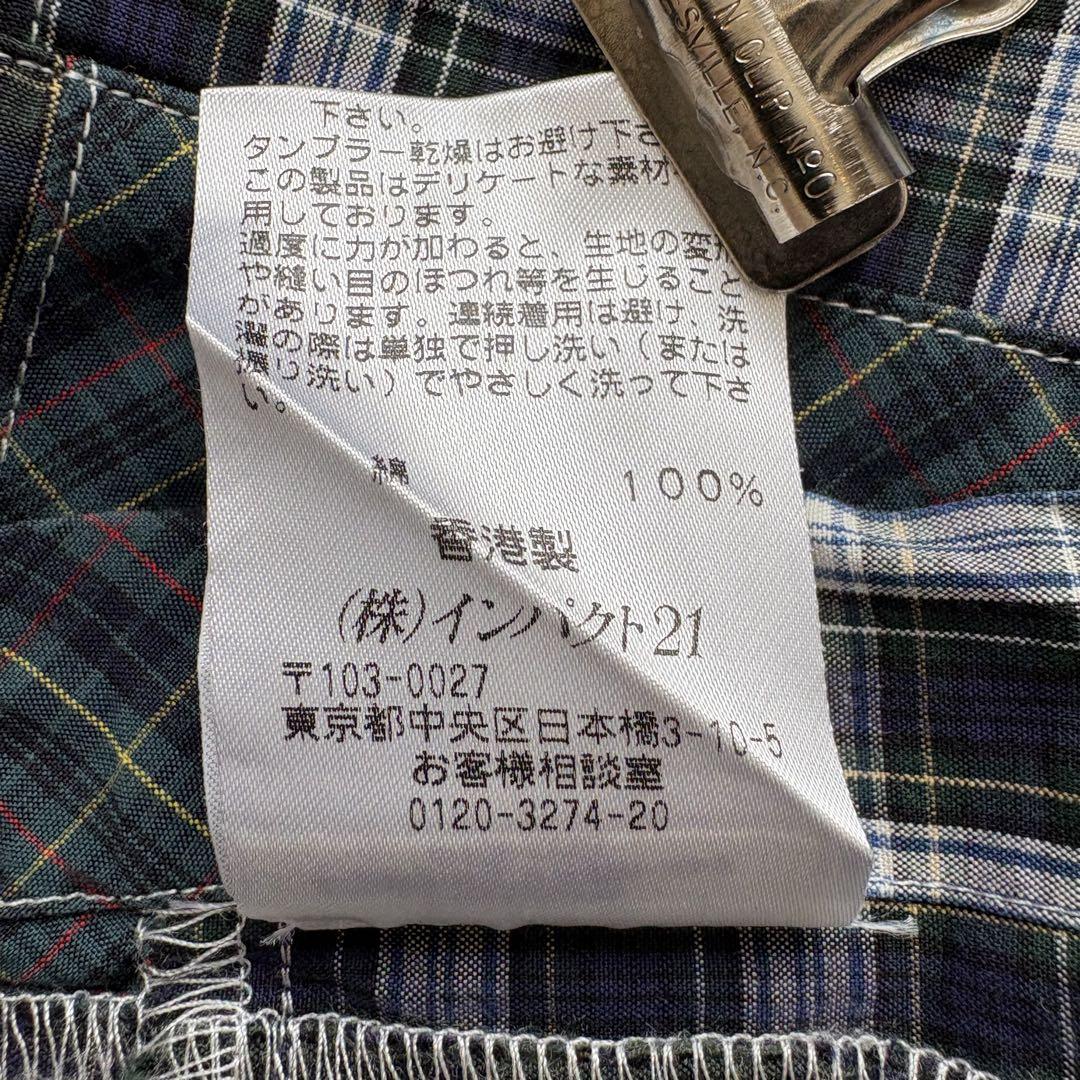 下さい。
タンブラー乾燥はお避け下さ
この製品はデリケートな素材
用しております。
過度に力が加わると、生地の変形
や縫い目のほつれ等を生じること
があります。連続着用は避け、洗
濯の際は単独で押し洗い（または
振り洗い）でやさしく洗って下さ
い。
綿 100%
香港製
(株)インパクト21
〒103-0027
東京都中央区日本橋3-10-5
お客様相談室
0120-3274-20
N CLIP No0
SSVILLE, N.C.